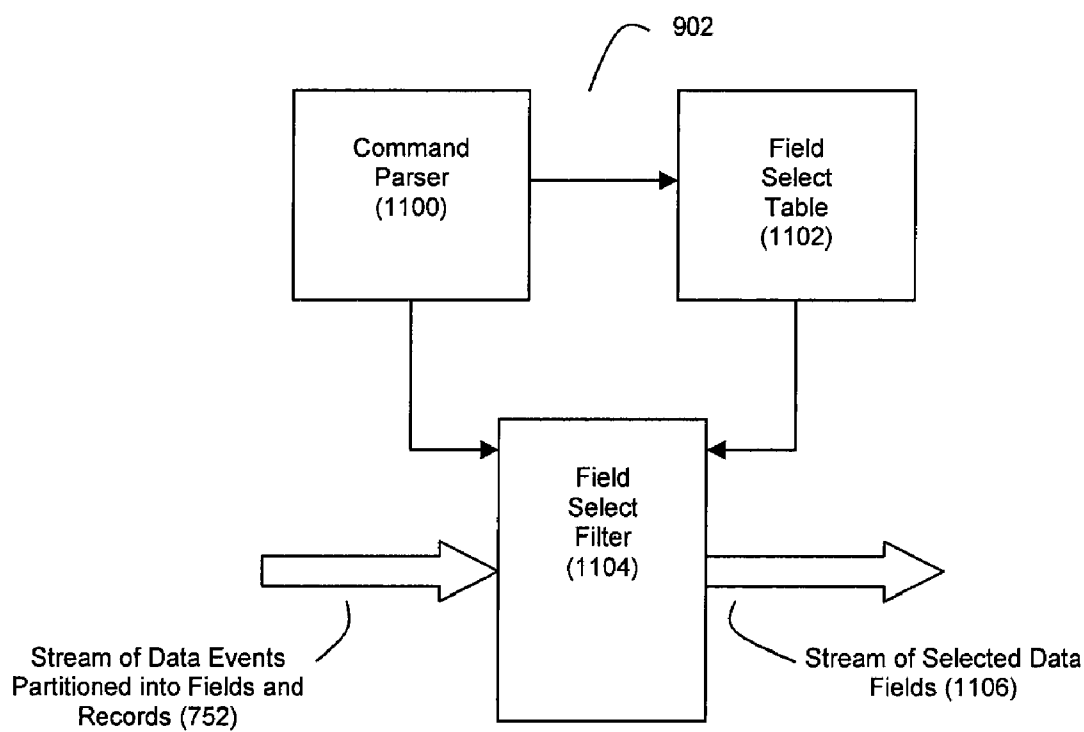 902
Command
Parser
(1100)
Field
Select
Table
(1102)
Field
Select
Filter
(1104)
Stream of Data Events
Partitioned into Fields and
Records (752)
Stream of Selected Data
Fields (1106)